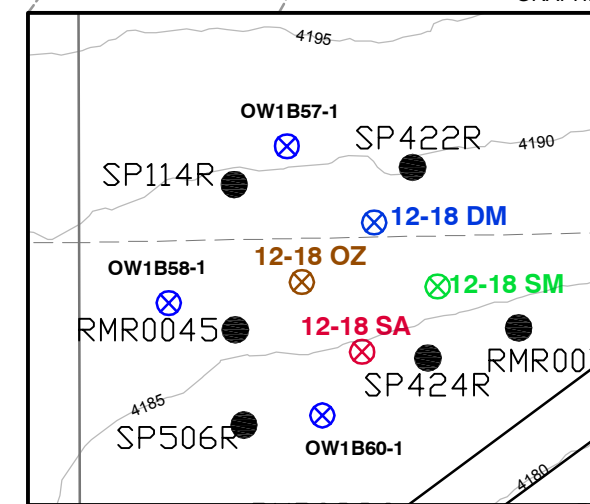 4195
OW1B57-1
SP422R
4190
SP114R
12-18 DM
12-18 OZ
OW1B58-1
12-18 SM
12-18 SA
RMR0045
RMR00
SP424R
4185
SP506R
OW1B60-1
4180